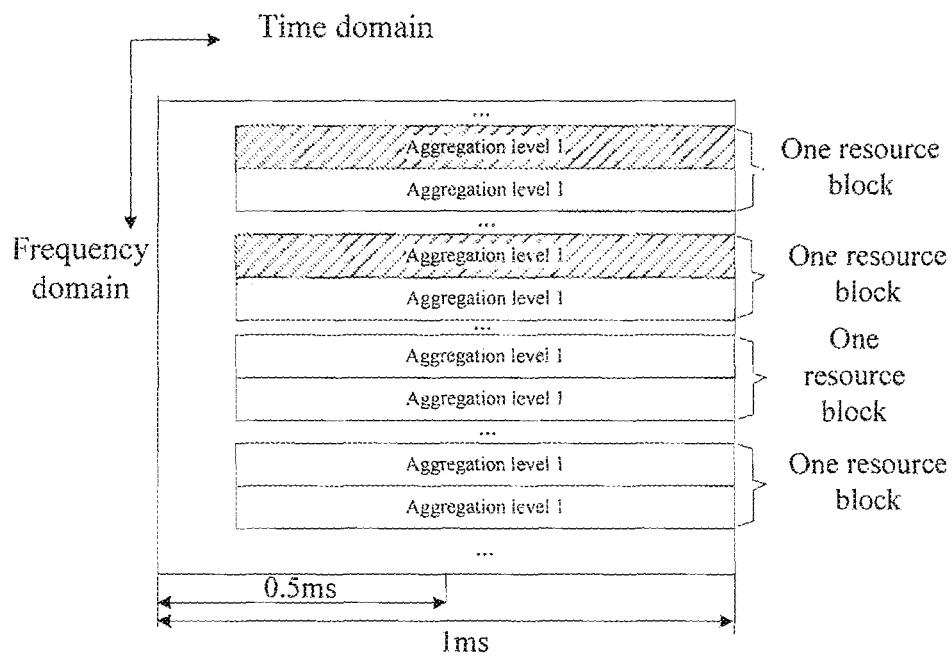 Time domain
Frequency
domain
...
Aggregation level 1
Aggregation level 1
One resource
block
...
Aggregation level 1
Aggregation level 1
One resource
block
...
Aggregation level 1
Aggregation level 1
One
resource
block
...
Aggregation level 1
Aggregation level 1
One resource
block
...
0.5ms
1ms